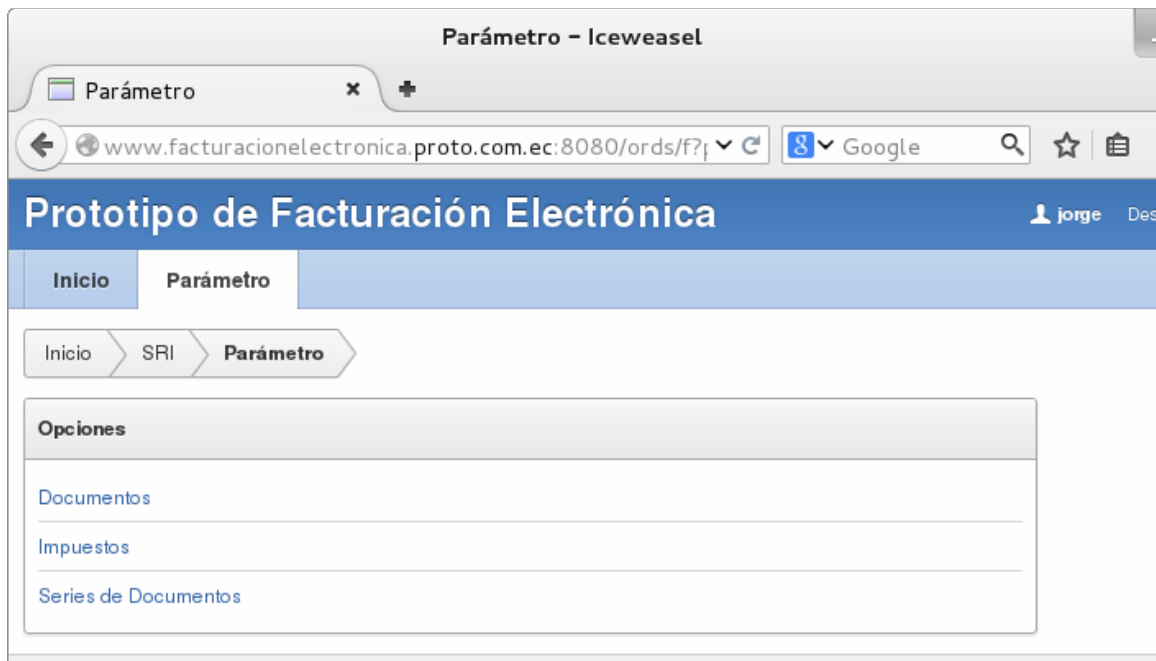 Parámetro – Iceweasel
Parámetro
www.facturacionelectronica.proto.com.ec:8080/ords/f?p
Google
Prototipo de Facturación Electrónica
jorge Des
Inicio Parámetro
Inicio SRI Parámetro
Opciones
Documentos
Impuestos
Series de Documentos